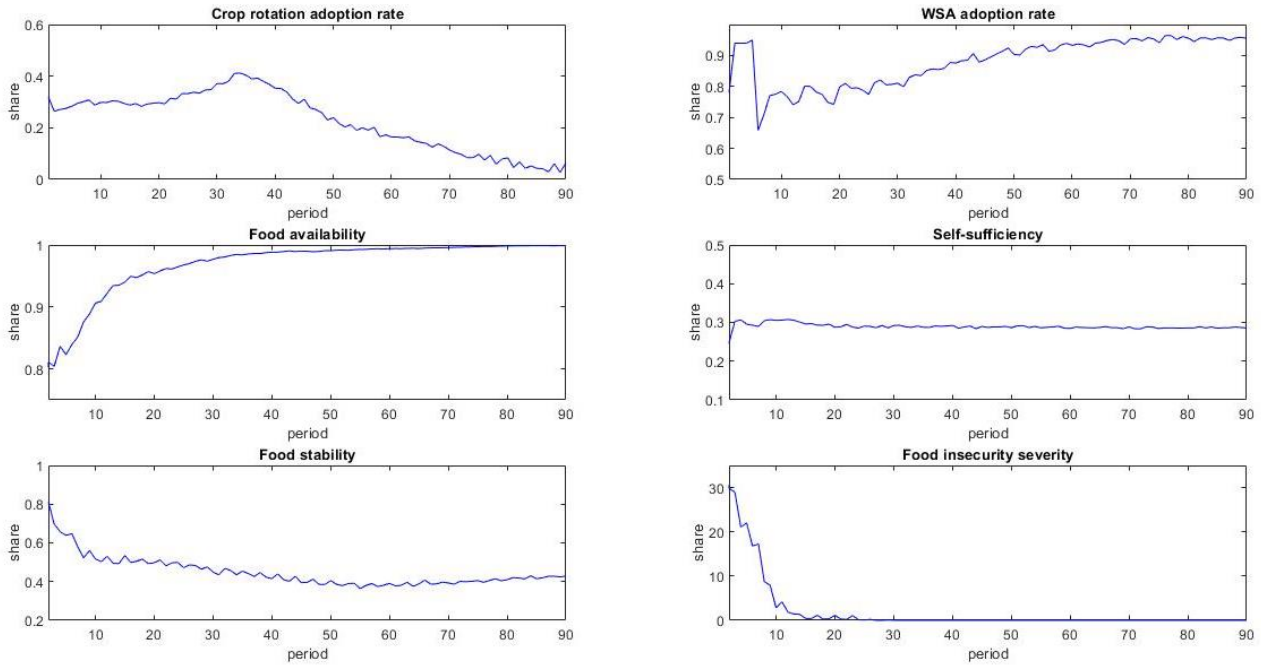 Crop rotation adoption rate
0.6
0.4
0.2
0
share
10 20 30 40 50 60 70 80 90
period
WSA adoption rate
0.9
0.8
0.7
0.6
0.5
share
10 20 30 40 50 60 70 80 90
period
Food availability
1
0.9
0.8
share
10 20 30 40 50 60 70 80 90
period
Self-sufficiency
0.5
0.4
0.3
0.2
0.1
share
10 20 30 40 50 60 70 80 90
period
Food stability
1
0.8
0.6
0.4
0.2
share
10 20 30 40 50 60 70 80 90
period
Food insecurity severity
30
20
10
0
share
10 20 30 40 50 60 70 80 90
period